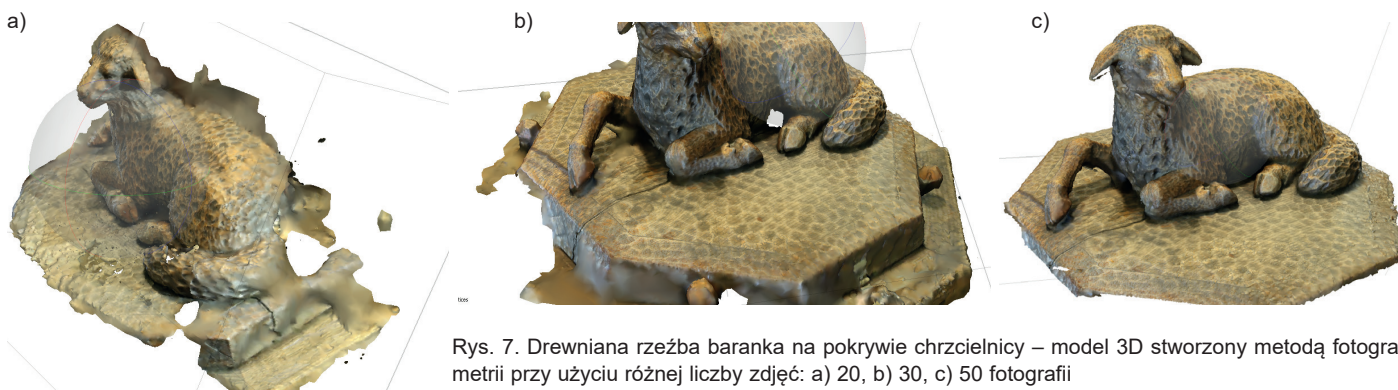 a)
b)
c)
tices
Rys. 7. Drewniana rzeźba baranka na pokrywie chrzcielnicy – model 3D stworzony metodą fotogra-
metrii przy użyciu różnej liczby zdjęć: a) 20, b) 30, c) 50 fotografii